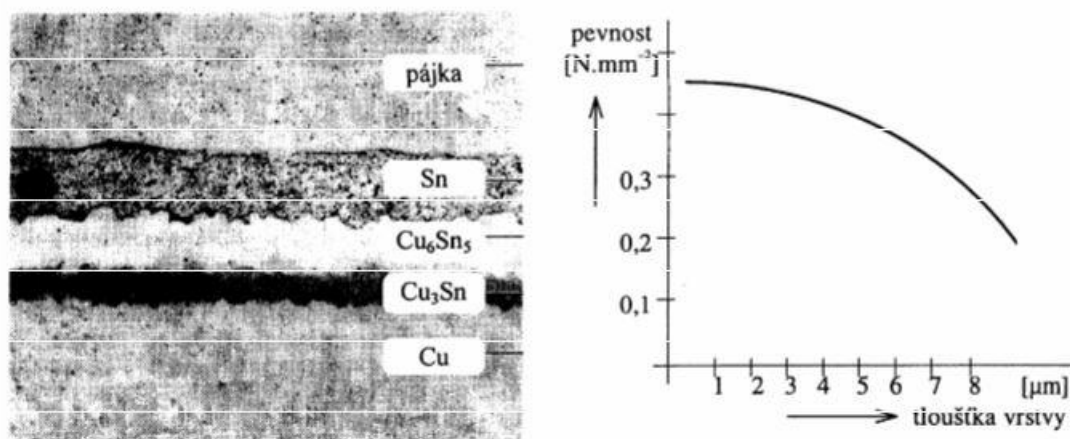 pájka
Sn
Cu₆Sn₅
Cu₃Sn
Cu
pevnost
[N.mm⁻²]
0,3
0,2
0,1
1 2 3 4 5 6 7 8 [µm]
tloušťka vrstvy